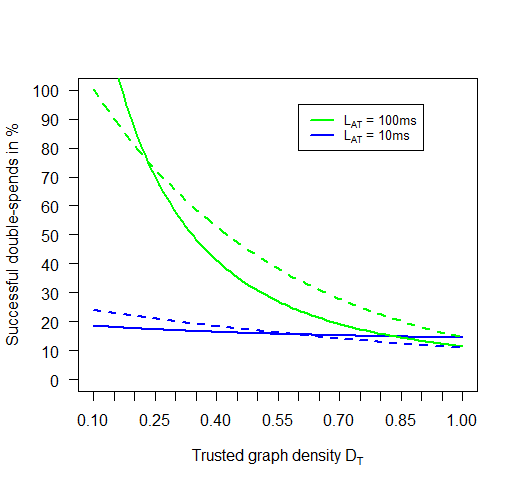 Successful double-spends in %
100
90
80
70
60
50
40
30
20
10
0
L_AT = 100ms
L_AT = 10ms
0.10 0.25 0.40 0.55 0.70 0.85 1.00
Trusted graph density D_T